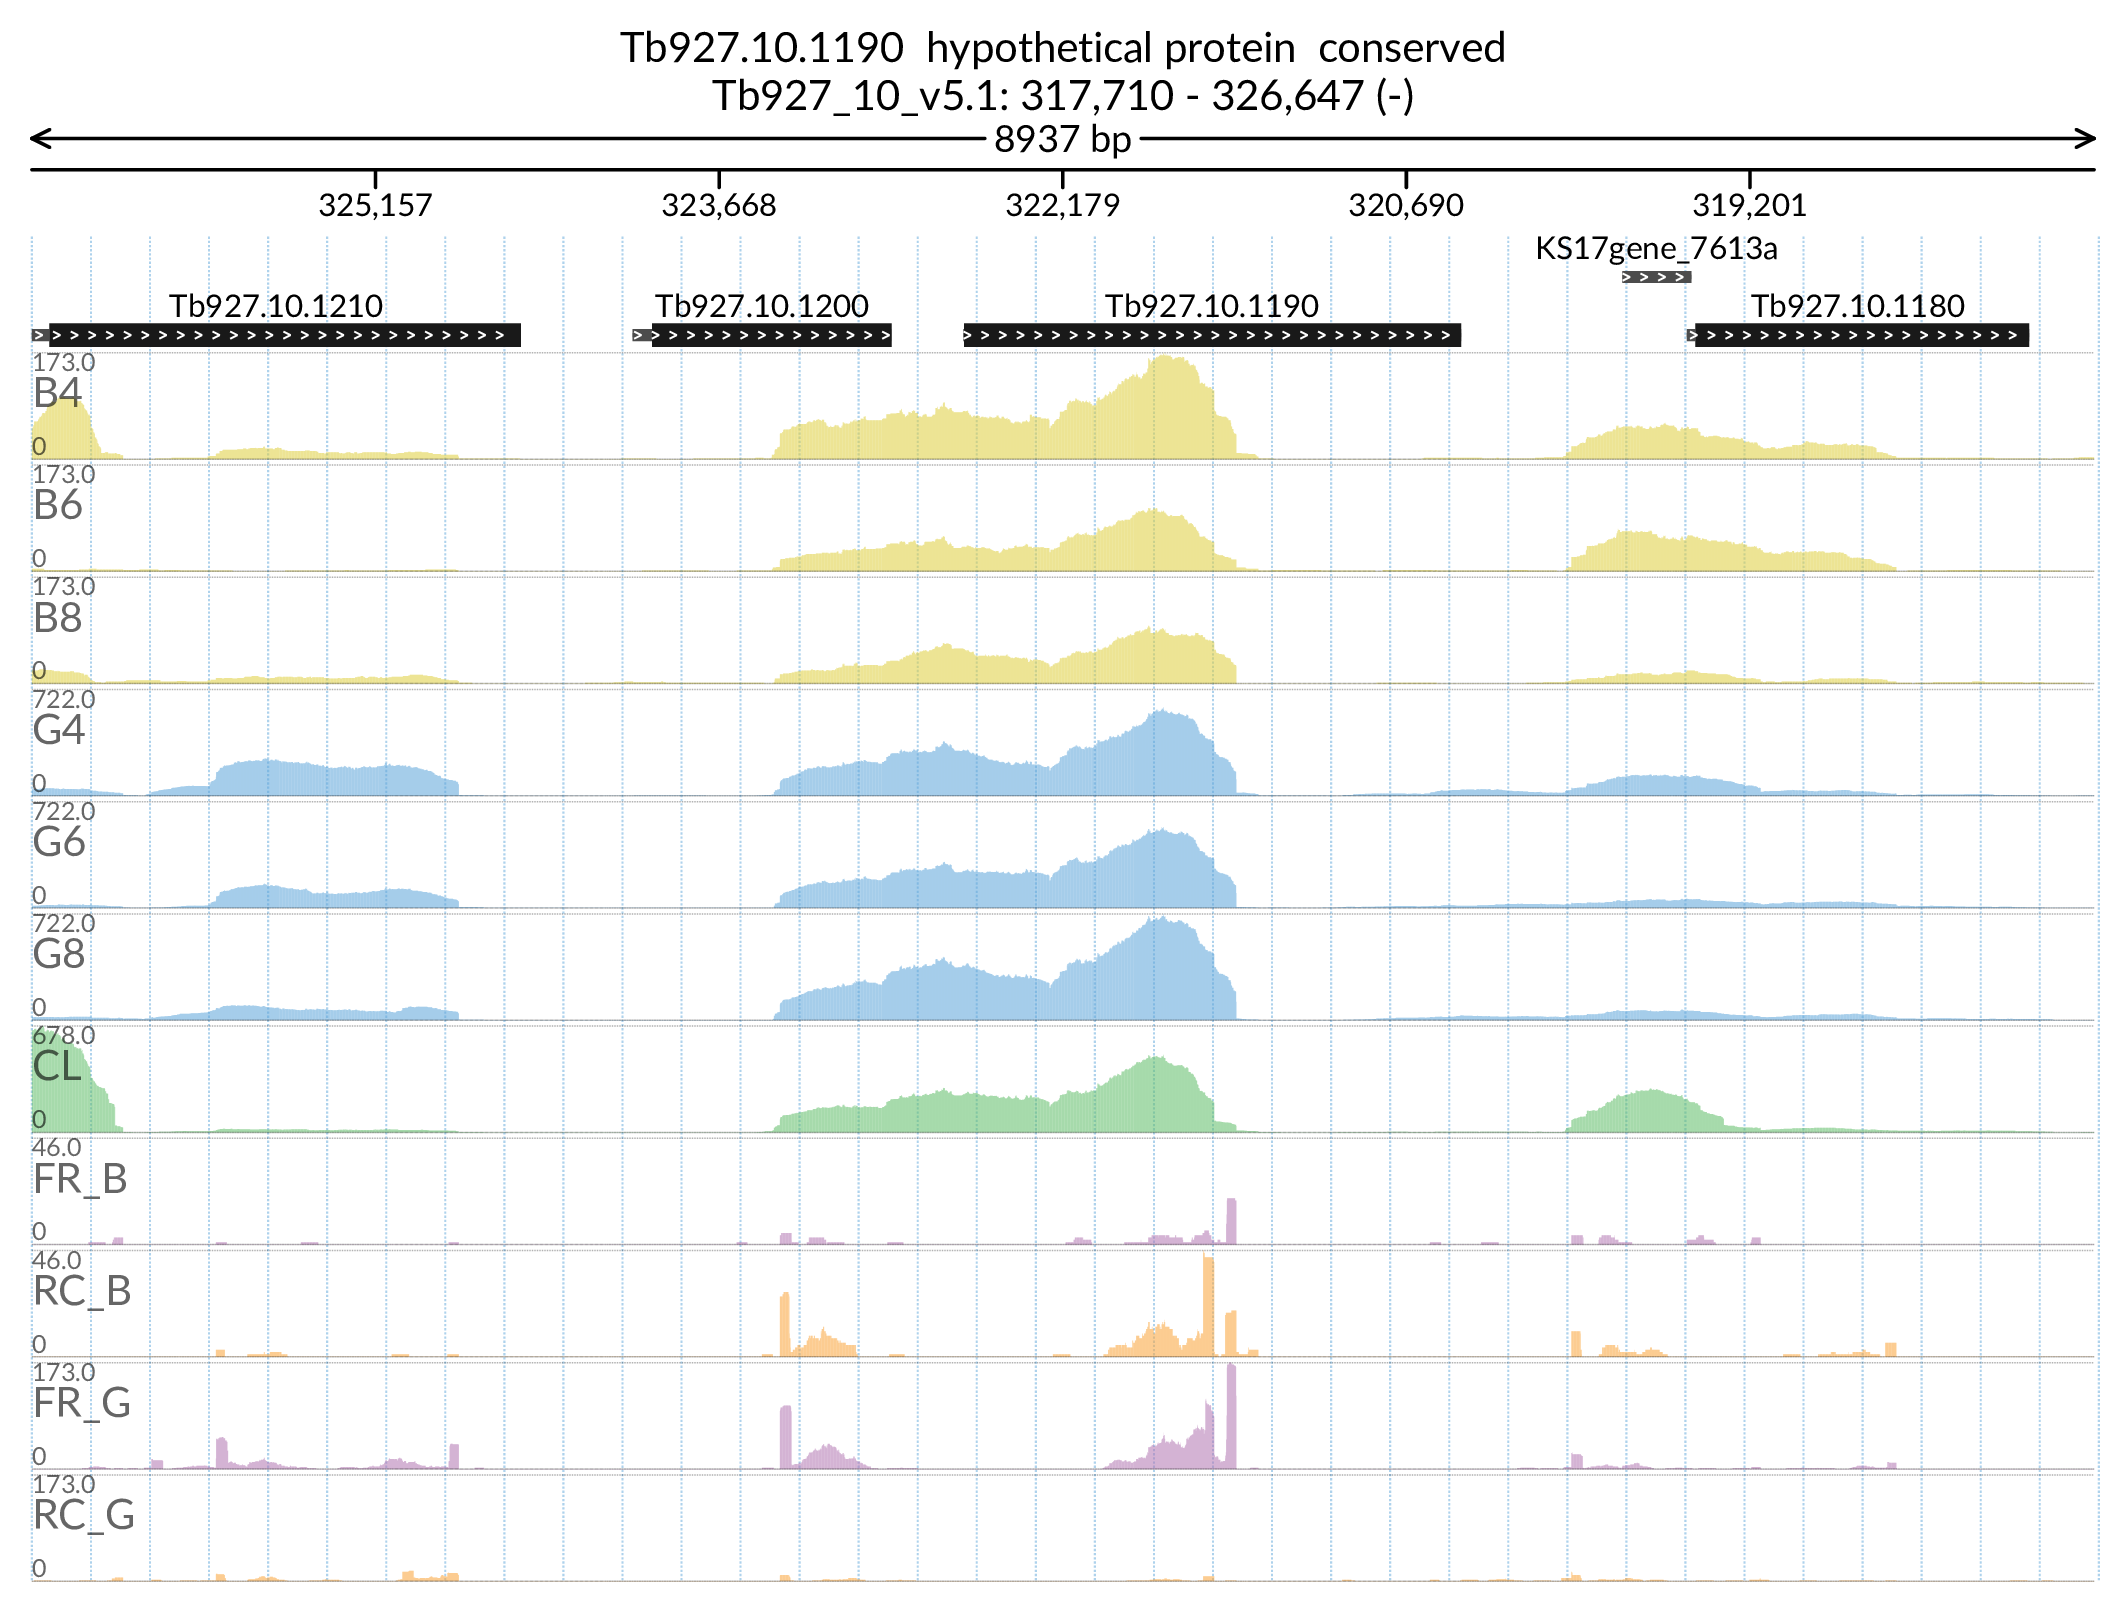 Tb927.10.1190 hypothetical protein conserved
Tb927_10_v5.1: 317,710 - 326,647 (-)
8937 bp
325,157 323,668 322,179 320,690 319,201
KS17gene_7613a
Tb927.10.1210 Tb927.10.1200 Tb927.10.1190 Tb927.10.1180
173.0
B4
0
173.0
B6
0
173.0
B8
0
722.0
G4
0
722.0
G6
0
722.0
G8
0
678.0
CL
0
46.0
FR_B
0
46.0
RC_B
0
173.0
FR_G
0
173.0
RC_G
0